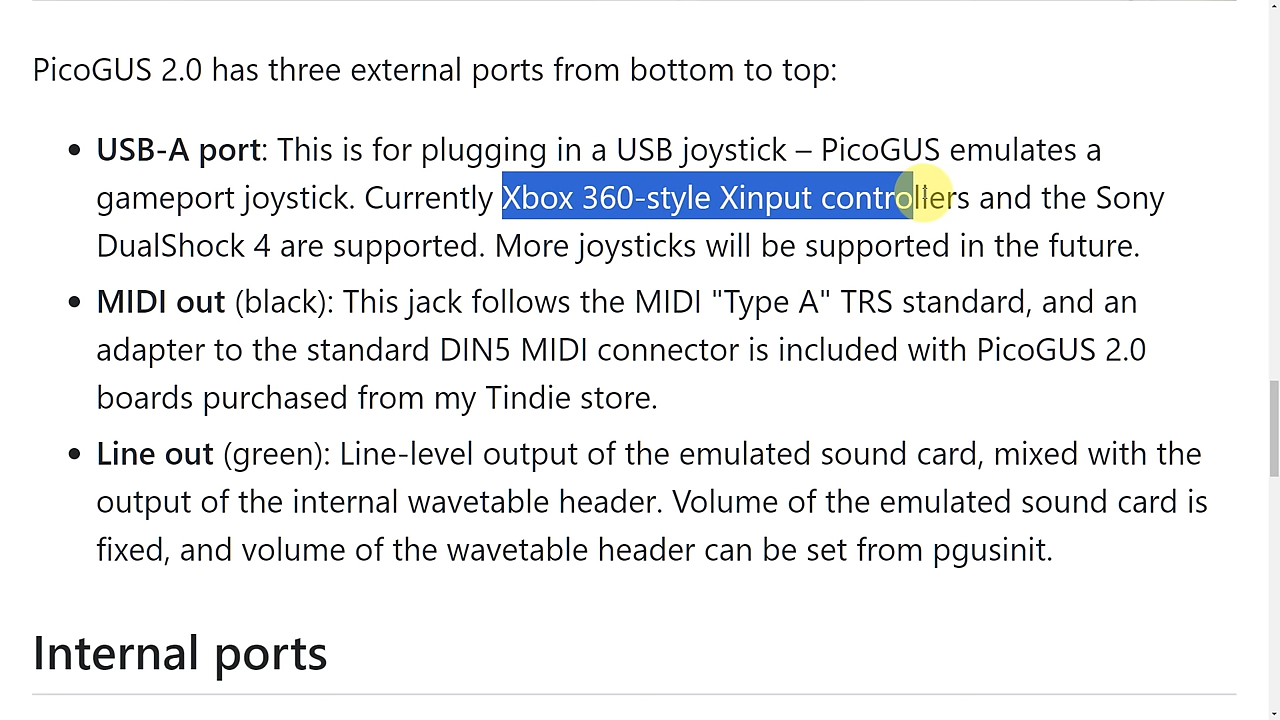 PicoGUS 2.0 has three external ports from bottom to top:
USB-A port: This is for plugging in a USB joystick – PicoGUS emulates a
gameport joystick. Currently Xbox 360-style Xinput controllers and the Sony
DualShock 4 are supported. More joysticks will be supported in the future.
MIDI out (black): This jack follows the MIDI "Type A" TRS standard, and an
adapter to the standard DIN5 MIDI connector is included with PicoGUS 2.0
boards purchased from my Tindie store.
Line out (green): Line-level output of the emulated sound card, mixed with the
output of the internal wavetable header. Volume of the emulated sound card is
fixed, and volume of the wavetable header can be set from pgusinit.
Internal ports